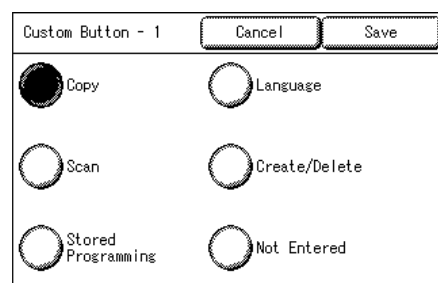 Custom Button - 1 Cancel Save
Copy Language
Scan Create/Delete
Stored
Programming Not Entered